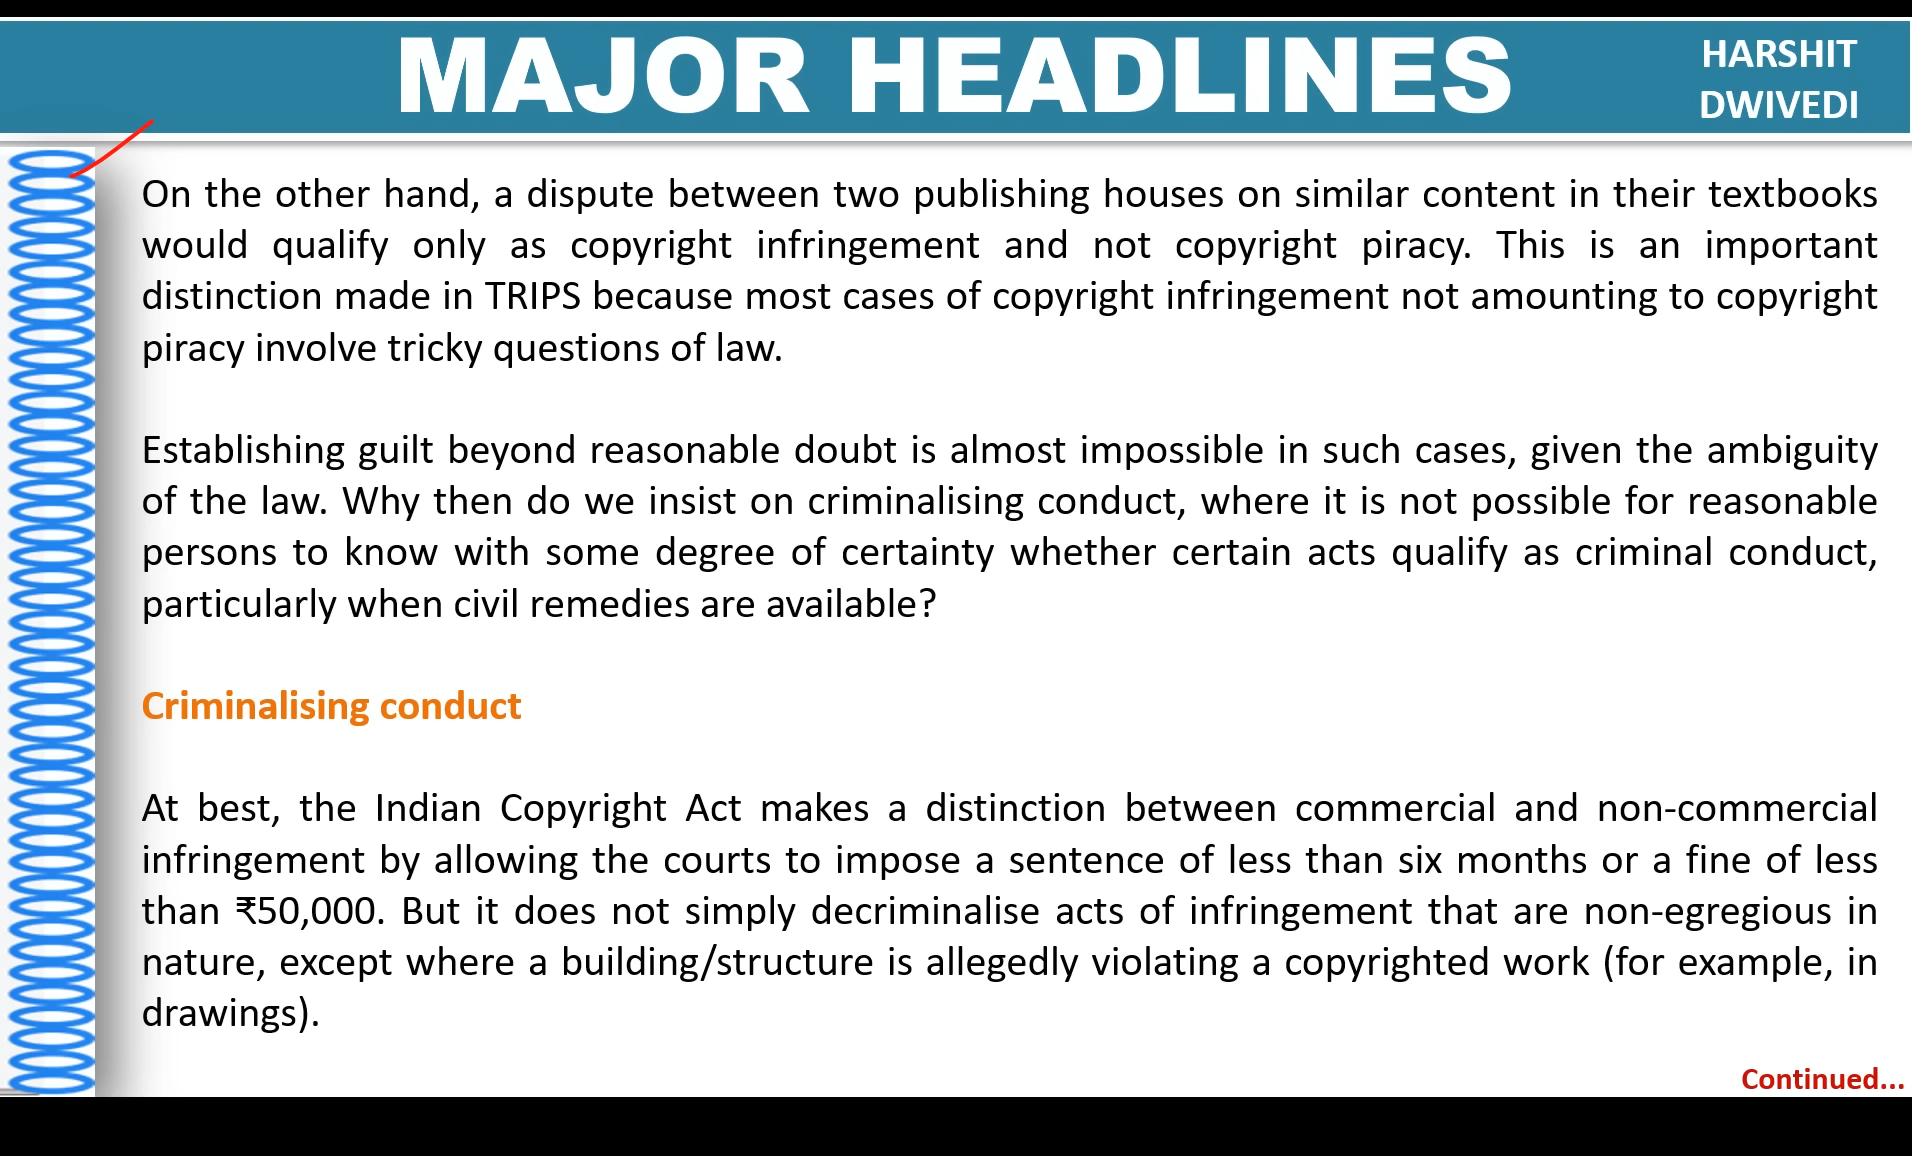 MAJOR HEADLINES
HARSHIT
DWIVEDI
On the other hand, a dispute between two publishing houses on similar content in their textbooks
would qualify only as copyright infringement and not copyright piracy. This is an important
distinction made in TRIPS because most cases of copyright infringement not amounting to copyright
piracy involve tricky questions of law.
Establishing guilt beyond reasonable doubt is almost impossible in such cases, given the ambiguity
of the law. Why then do we insist on criminalising conduct, where it is not possible for reasonable
persons to know with some degree of certainty whether certain acts qualify as criminal conduct,
particularly when civil remedies are available?
Criminalising conduct
At best, the Indian Copyright Act makes a distinction between commercial and non-commercial
infringement by allowing the courts to impose a sentence of less than six months or a fine of less
than ₹50,000. But it does not simply decriminalise acts of infringement that are non-egregious in
nature, except where a building/structure is allegedly violating a copyrighted work (for example, in
drawings).
Continued...